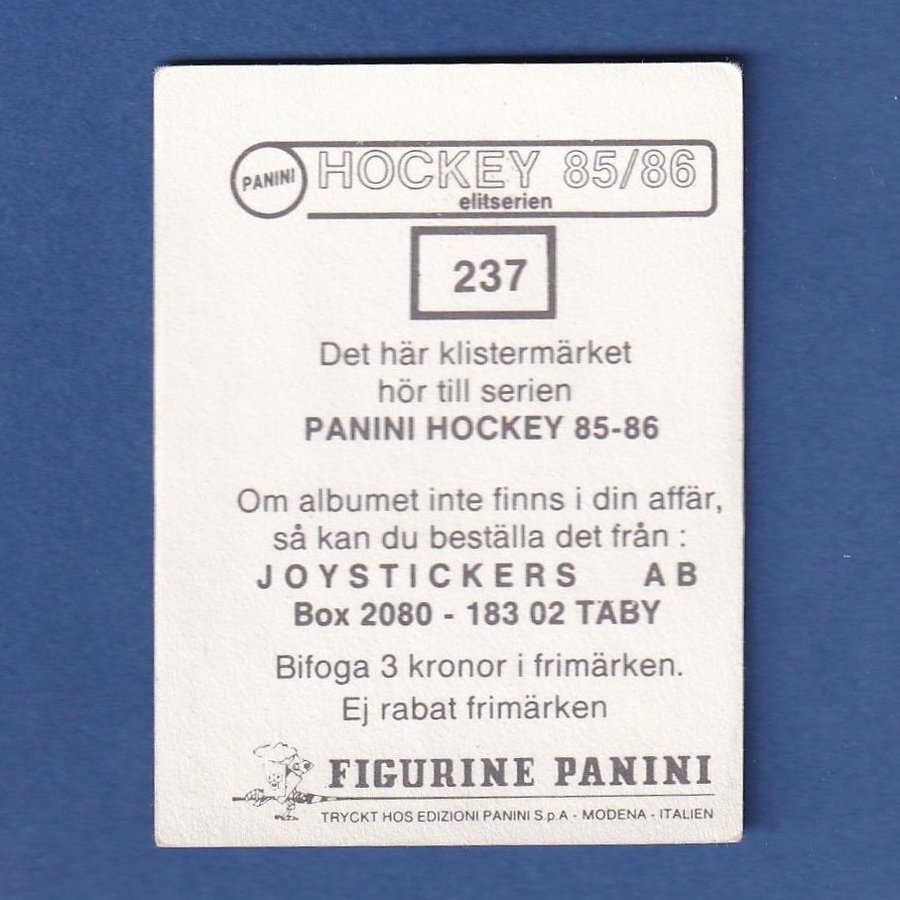 PANINI HOCKEY 85/86
elitserien
237
Det här klistermärket
hör till serien
PANINI HOCKEY 85-86
Om albumet inte finns i din affär,
så kan du beställa det från :
JOYSTICKERS AB
Box 2080 - 183 02 TÄBY
Bifoga 3 kronor i frimärken.
Ej rabat frimärken
FIGURINE PANINI
TRYCKT HOS EDIZIONI PANINI S.p.A - MODENA - ITALIEN